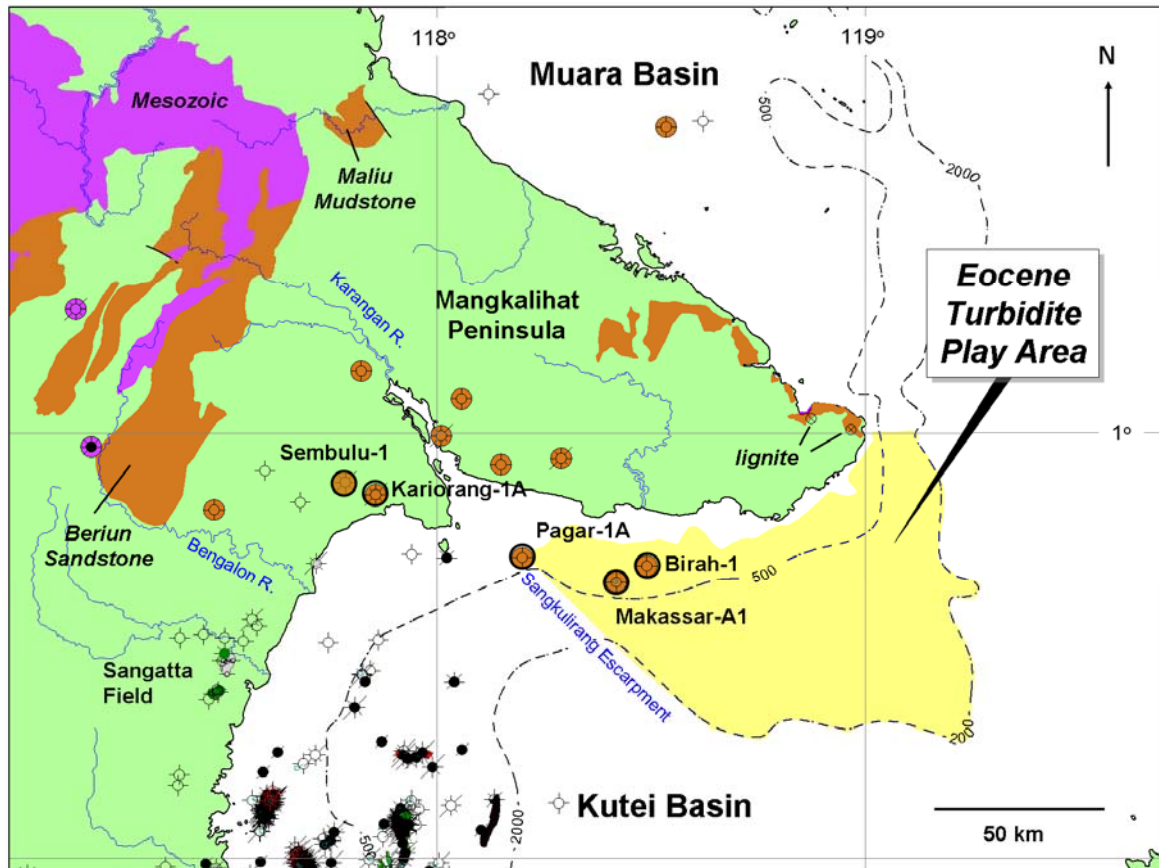 118°
119°
N
Muara Basin
Mesozoic
500
2000
Maliu
Mudstone
Eocene
Turbidite
Play Area
Karangan R.
Mangkalihat
Peninsula
1°
lignite
Sembulu-1
Kariorang-1A
Beriun
Sandstone
Bengalon R.
Pagar-1A
Birah-1
500
Makassar-A1
Sangkulirang Escarpment
Sangatta
Field
2000
Kutei Basin
500
2000
50 km